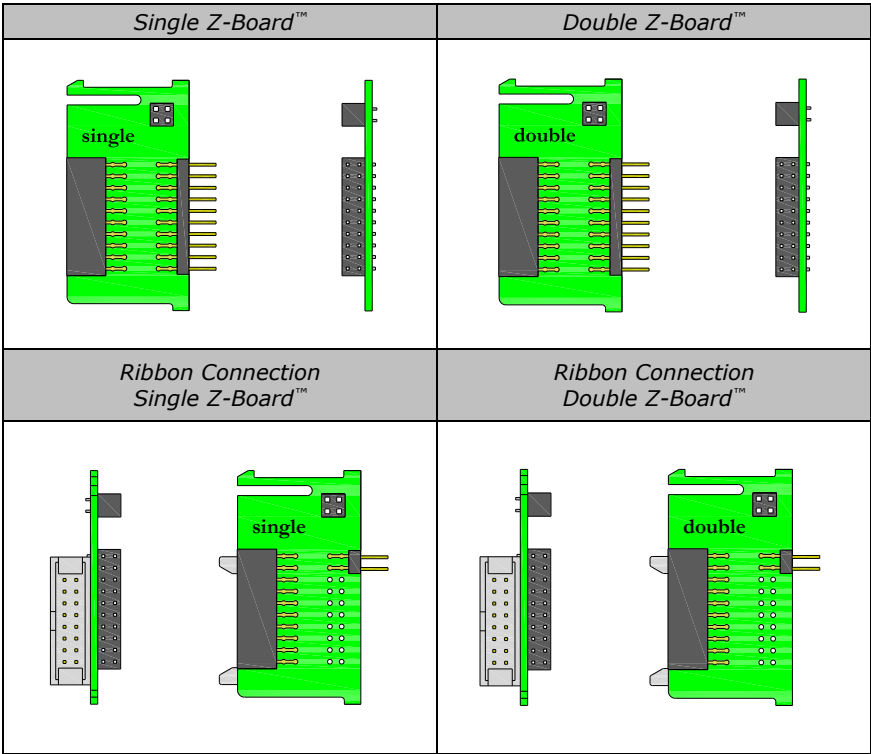 Single Z-Board™
Double Z-Board™
single
double
Ribbon Connection
Single Z-Board™
Ribbon Connection
Double Z-Board™
single
double